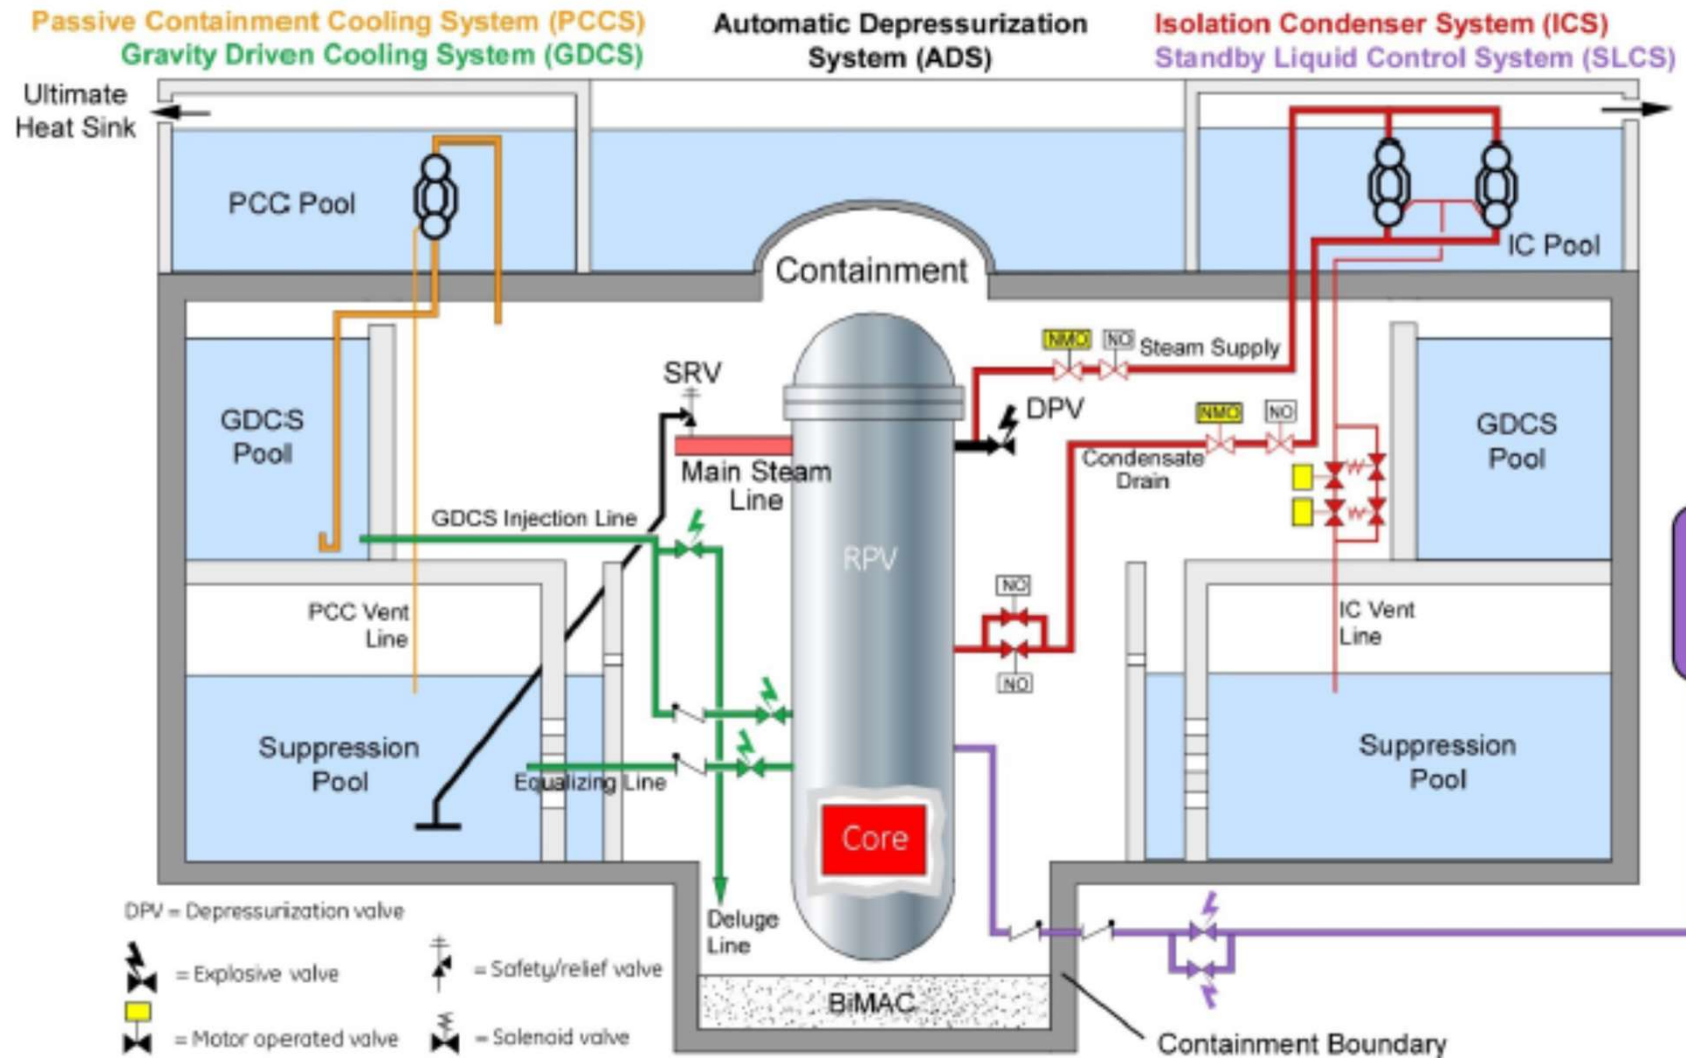 Passive Containment Cooling System (PCCS)
Gravity Driven Cooling System (GDCS)
Automatic Depressurization
System (ADS)
Isolation Condenser System (ICS)
Standby Liquid Control System (SLCS)
Ultimate
Heat Sink
PCC Pool
IC Pool
Containment
NMO
NO
Steam Supply
SRV
DPV
NMO
NO
GDCS
Pool
Main Steam
Line
Condensate
Drain
GDCS
Pool
GDCS Injection Line
RPV
NO
PCC Vent
Line
IC Vent
Line
NO
Suppression
Pool
Equalizing Line
Suppression
Pool
Core
DPV = Depressurization valve
Deluge
Line
= Explosive valve
= Safety/relief valve
BiMAC
= Motor operated valve
= Solenoid valve
Containment Boundary